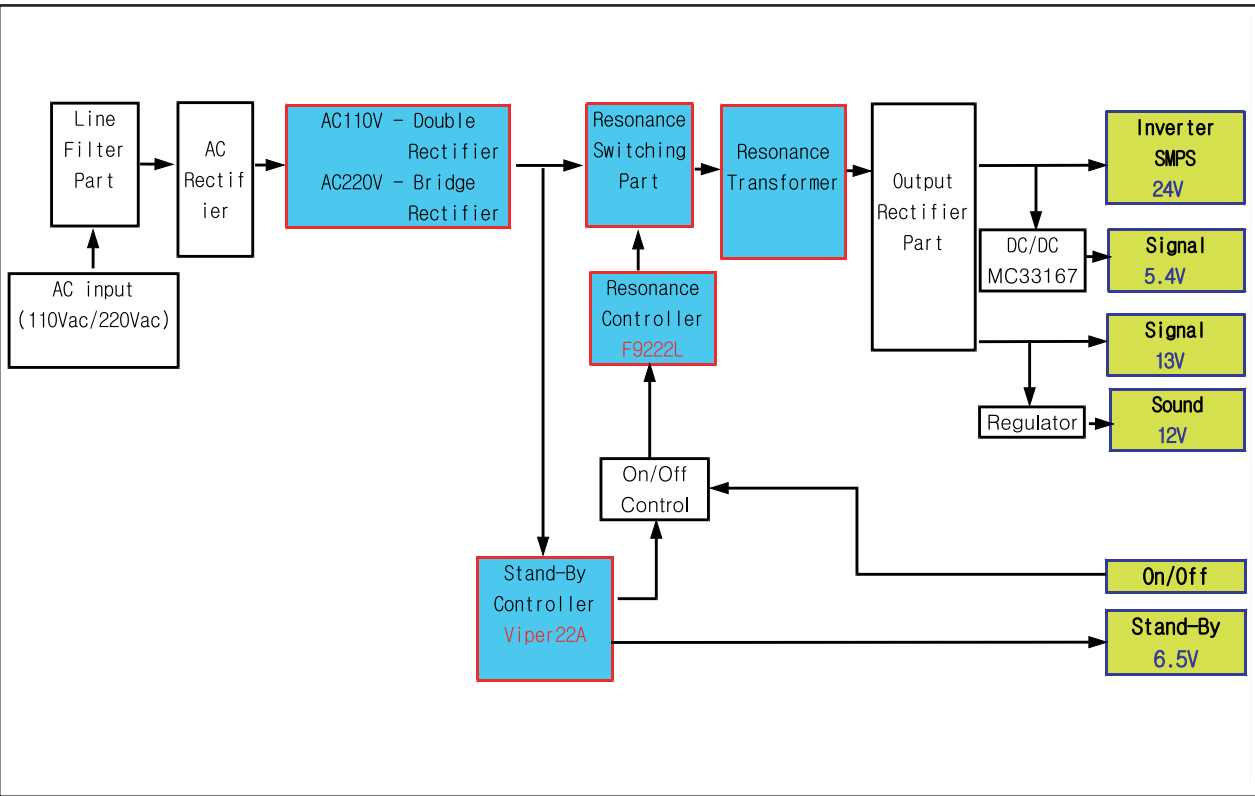 Line
Filter
Part
AC
Rectif
ier
AC110V - Double
Rectifier
AC220V - Bridge
Rectifier
Resonance
Switching
Part
Resonance
Transformer
Output
Rectifier
Part
Inverter
SMPS
24V
DC/DC
MC33167
Signal
5.4V
AC input
(110Vac/220Vac)
Resonance
Controller
F9222L
Signal
13V
Regulator
Sound
12V
On/Off
Control
Stand-By
Controller
Viper22A
On/Off
Stand-By
6.5V